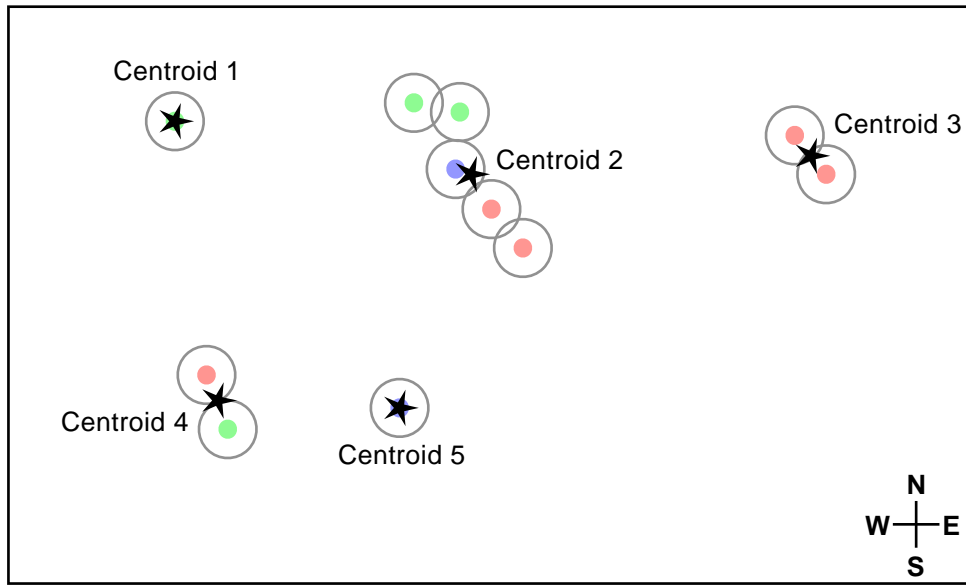 Centroid 1
Centroid 2
Centroid 3
Centroid 4
Centroid 5
N
W E
S